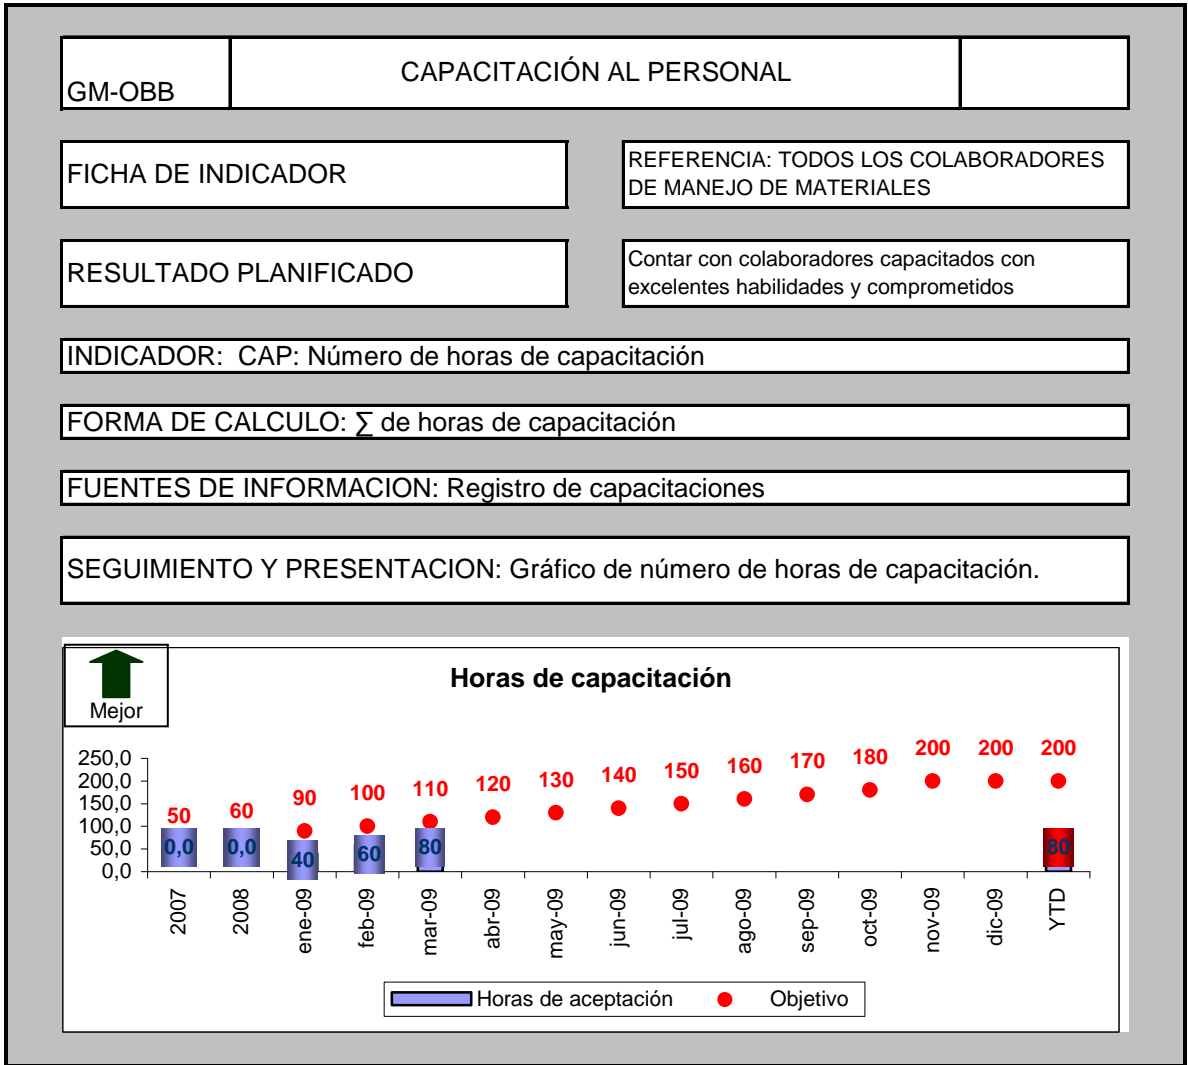 GM-OBB
CAPACITACIÓN AL PERSONAL
FICHA DE INDICADOR
REFERENCIA: TODOS LOS COLABORADORES
DE MANEJO DE MATERIALES
RESULTADO PLANIFICADO
Contar con colaboradores capacitados con
excelentes habilidades y comprometidos
INDICADOR:  CAP: Número de horas de capacitación
FORMA DE CALCULO: ∑ de horas de capacitación
FUENTES DE INFORMACION: Registro de capacitaciones
SEGUIMIENTO Y PRESENTACION: Gráfico de número de horas de capacitación.
Mejor
Horas de capacitación
250,0
200,0
150,0
100,0
50,0
0,0
50 60 90 100 110 120 130 140 150 160 170 180 200 200 200
0,0 0,0 40 60 80 80
2007 2008 ene-09 feb-09 mar-09 abr-09 may-09 jun-09 jul-09 ago-09 sep-09 oct-09 nov-09 dic-09 YTD
Horas de aceptación Objetivo